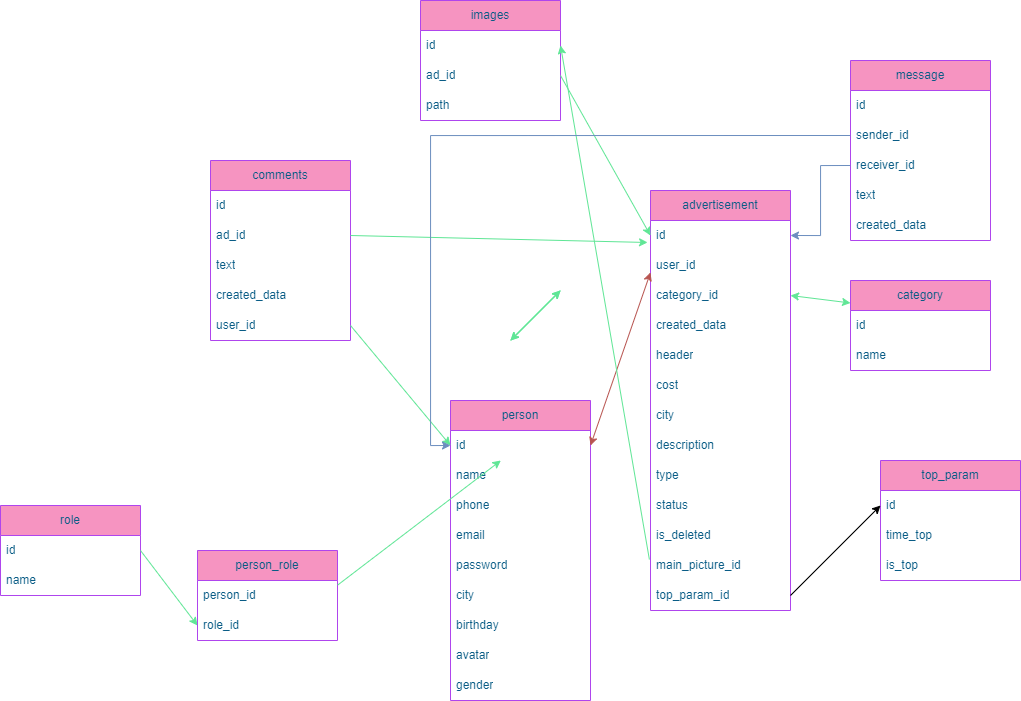 images
id
ad_id
path
message
id
sender_id
receiver_id
text
created_data
comments
id
ad_id
text
created_data
user_id
advertisement
id
user_id
category_id
created_data
header
cost
city
description
type
status
is_deleted
main_picture_id
top_param_id
category
id
name
person
id
name
phone
email
password
city
birthday
avatar
gender
top_param
id
time_top
is_top
role
id
name
person_role
person_id
role_id